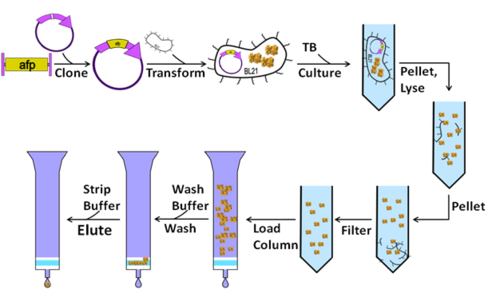 afp
Clone
Transform
BL21
TB
Culture
Pellet,
Lyse
Pellet
Filter
Load
Column
Wash
Buffer
Wash
Strip
Buffer
Elute